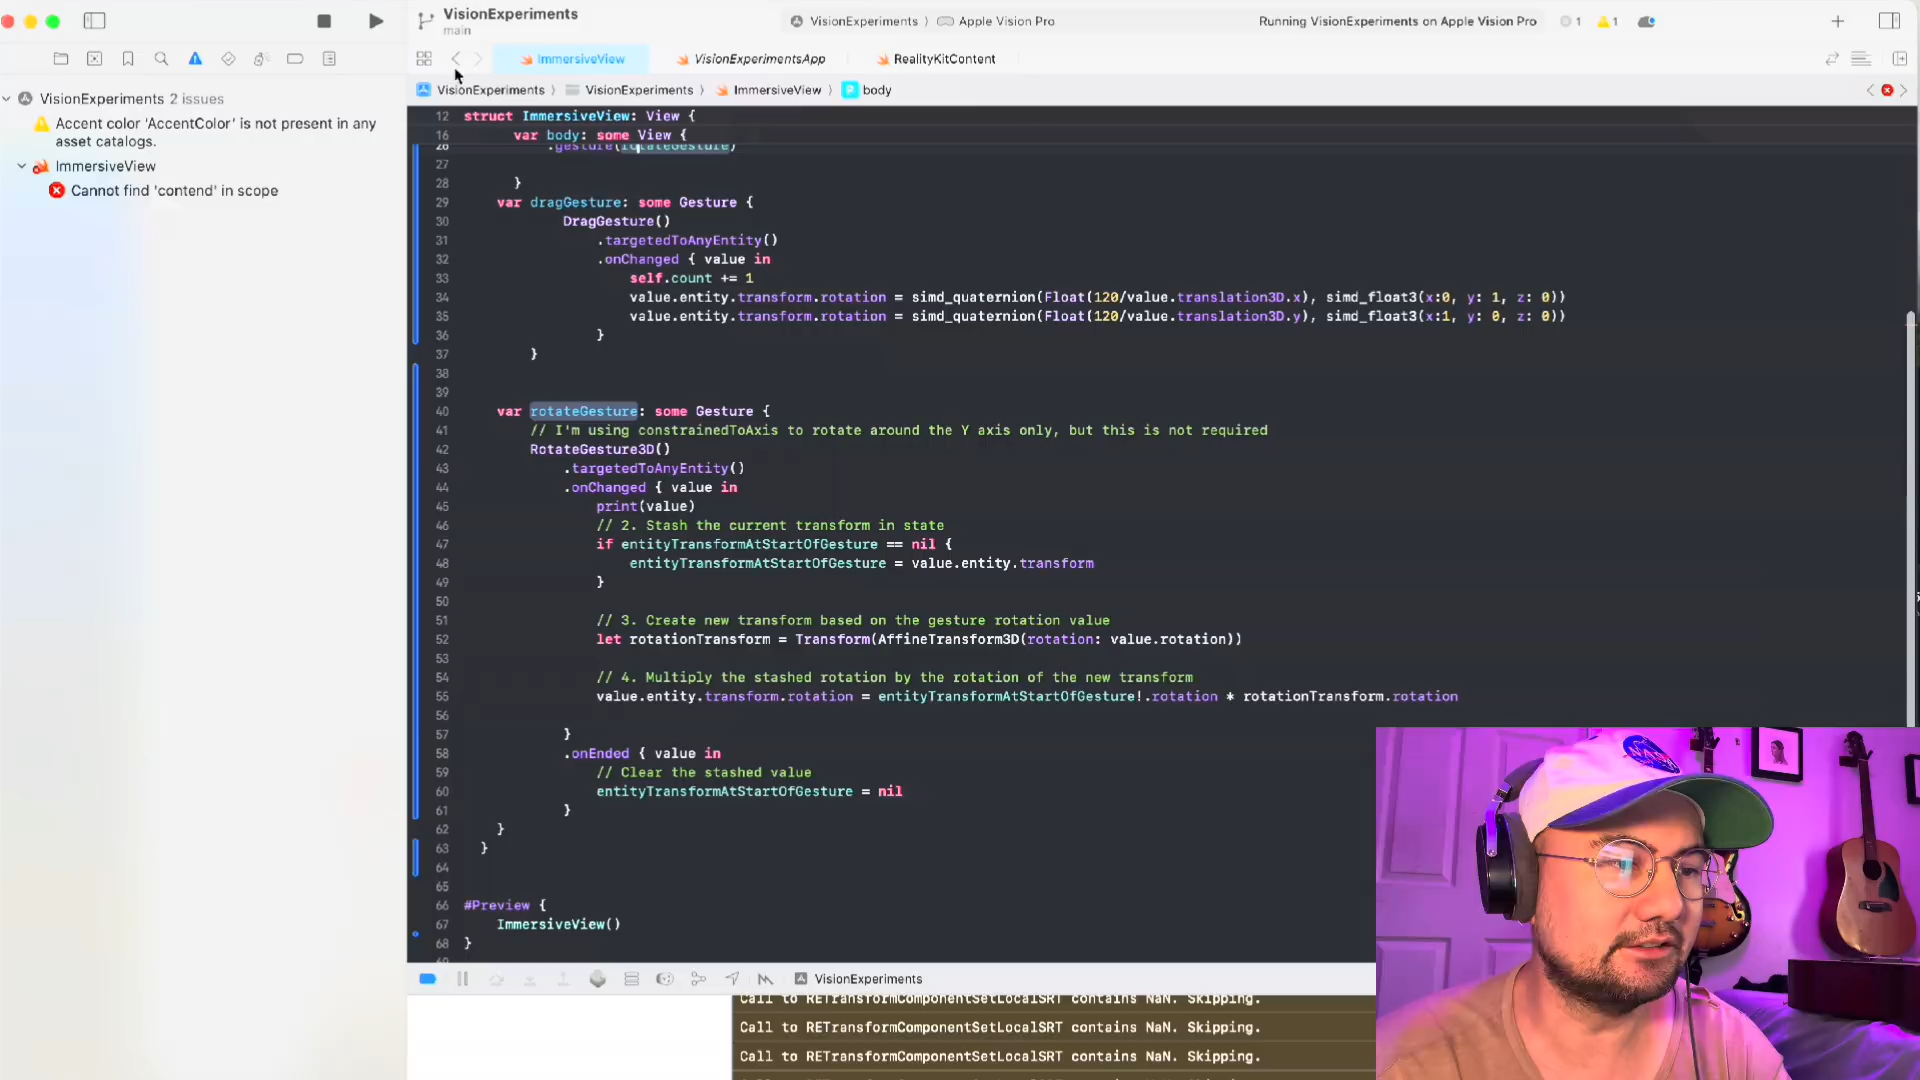 VisionExperiments
main
VisionExperiments 〉 Apple Vision Pro
Running VisionExperiments on Apple Vision Pro
1
1
ImmersiveView
VisionExperimentsApp
RealityKitContent
VisionExperiments 〉 VisionExperiments 〉 ImmersiveView 〉 body
VisionExperiments 2 issues
Accent color 'AccentColor' is not present in any
asset catalogs.
ImmersiveView
Cannot find 'contend' in scope
12 struct ImmersiveView: View {
16 var body: some View {
26 .gesture(rotateGesture)
27
28 }
29 var dragGesture: some Gesture {
30 DragGesture()
31 .targetedToAnyEntity()
32 .onChanged { value in
33 self.count += 1
34 value.entity.transform.rotation = simd_quaternion(Float(120/value.translation3D.x), simd_float3(x:0, y: 1, z: 0))
35 value.entity.transform.rotation = simd_quaternion(Float(120/value.translation3D.y), simd_float3(x:1, y: 0, z: 0))
36 }
37 }
38
39
40 var rotateGesture: some Gesture {
41 // I'm using constrainedToAxis to rotate around the Y axis only, but this is not required
42 RotateGesture3D()
43 .targetedToAnyEntity()
44 .onChanged { value in
45 print(value)
46 // 2. Stash the current transform in state
47 if entityTransformAtStartOfGesture == nil {
48 entityTransformAtStartOfGesture = value.entity.transform
49 }
50
51 // 3. Create new transform based on the gesture rotation value
52 let rotationTransform = Transform(AffineTransform3D(rotation: value.rotation))
53
54 // 4. Multiply the stashed rotation by the rotation of the new transform
55 value.entity.transform.rotation = entityTransformAtStartOfGesture!.rotation * rotationTransform.rotation
56
57 }
58 .onEnded { value in
59 // Clear the stashed value
60 entityTransformAtStartOfGesture = nil
61 }
62 }
63 }
64
65
66 #Preview {
67 ImmersiveView()
68 }
VisionExperiments
Call to RETransformComponentSetLocalSRT contains NaN. Skipping.
Call to RETransformComponentSetLocalSRT contains NaN. Skipping.
Call to RETransformComponentSetLocalSRT contains NaN. Skipping.